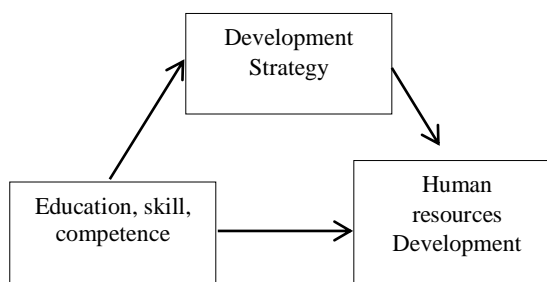 Development
Strategy
Education, skill,
competence
Human
resources
Development